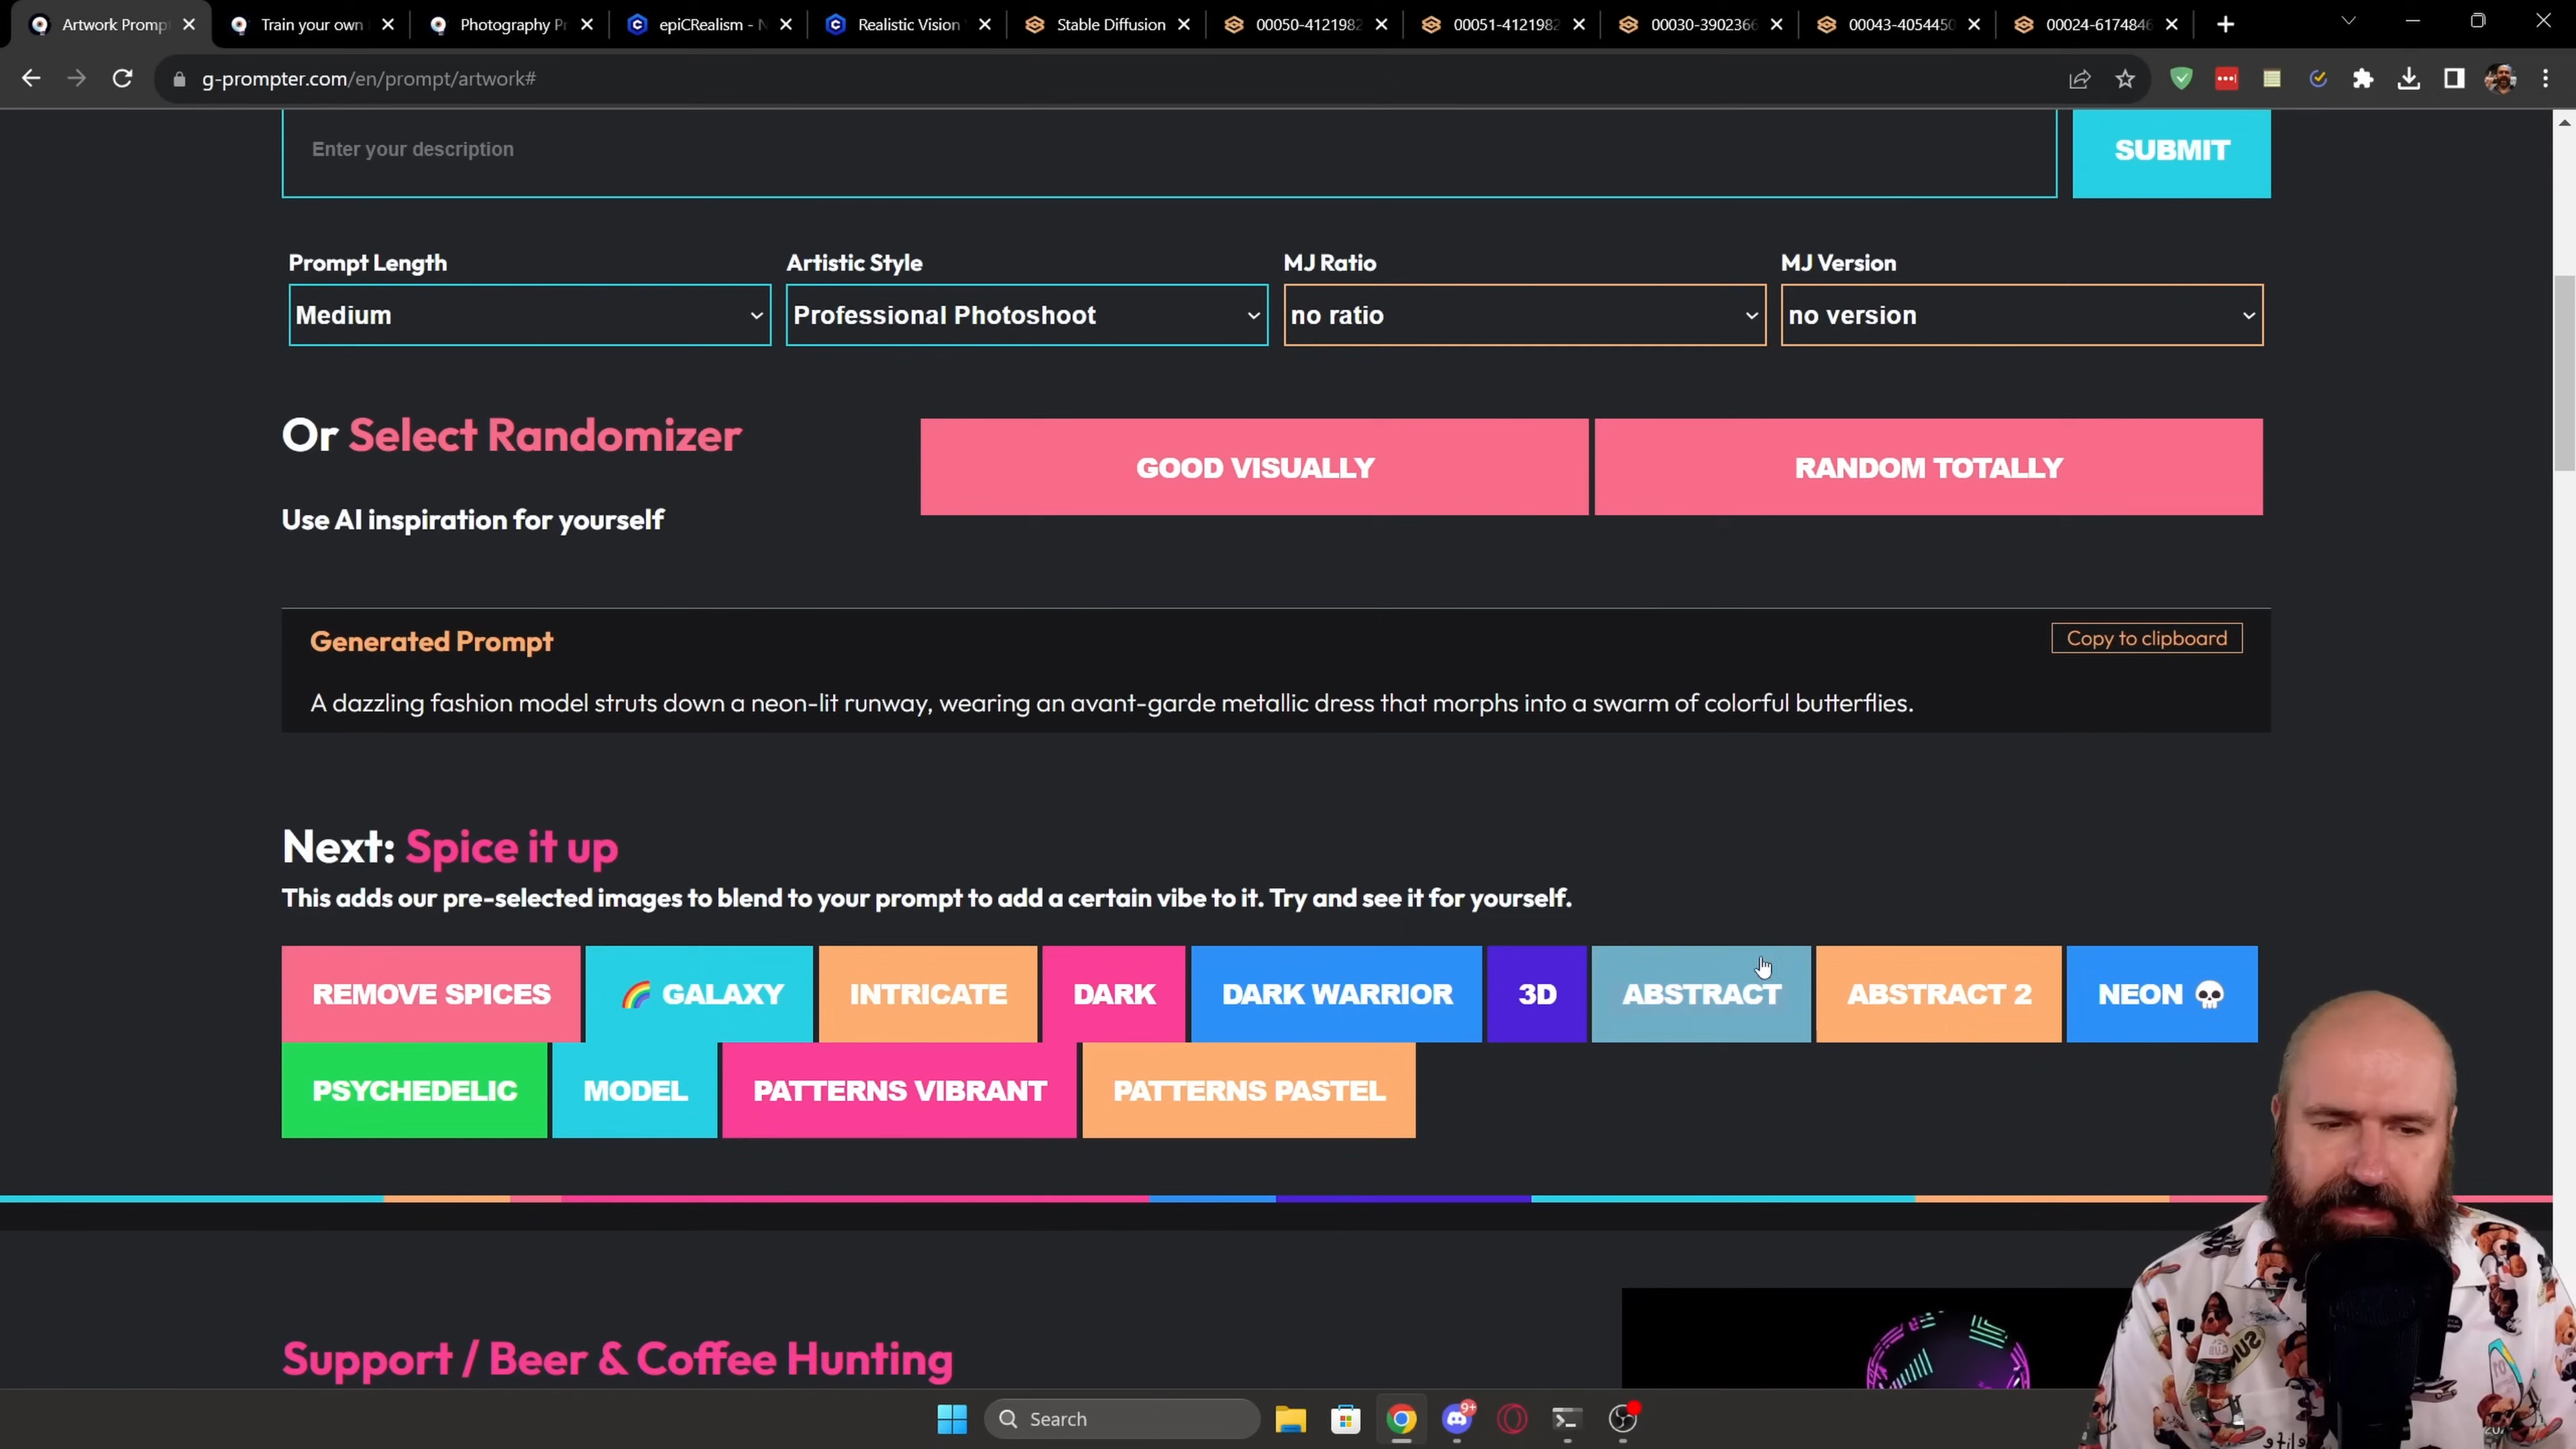 Artwork Promp
Train your own
Photography Pr
epiCRealism - N
Realistic Vision
Stable Diffusion
00050-4121982
00051-4121982
00030-3902366
00043-4054450
00024-6174846
g-prompter.com/en/prompt/artwork#
Enter your description
SUBMIT
Prompt Length
Artistic Style
MJ Ratio
MJ Version
Medium
Professional Photoshoot
no ratio
no version
Or Select Randomizer
GOOD VISUALLY
RANDOM TOTALLY
Use AI inspiration for yourself
Generated Prompt
Copy to clipboard
A dazzling fashion model struts down a neon-lit runway, wearing an avant-garde metallic dress that morphs into a swarm of colorful butterflies.
Next: Spice it up
This adds our pre-selected images to blend to your prompt to add a certain vibe to it. Try and see it for yourself.
REMOVE SPICES
🌈 GALAXY
INTRICATE
DARK
DARK WARRIOR
3D
ABSTRACT
ABSTRACT 2
NEON 💀
PSYCHEDELIC
MODEL
PATTERNS VIBRANT
PATTERNS PASTEL
Support / Beer & Coffee Hunting
Search
9+